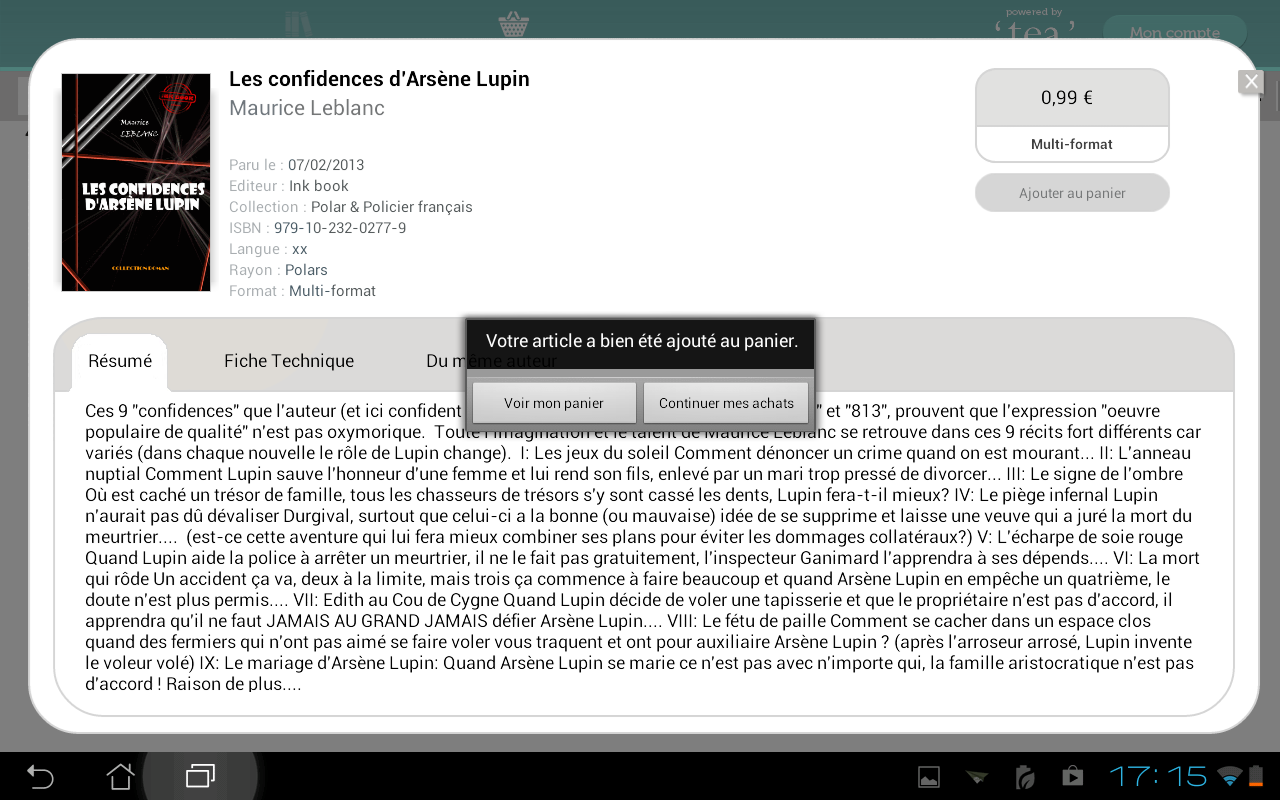 powered by
‘tea’
Mon compte
Les confidences d'Arsène Lupin
Maurice Leblanc
0,99 €
Multi-format
Ajouter au panier
Maurice
LEBLANC
LES CONFIDENCES
D'ARSÈNE LUPIN
COLLECTION ROMAN
Paru le : 07/02/2013
Editeur : Ink book
Collection : Polar & Policier français
ISBN : 979-10-232-0277-9
Langue : xx
Rayon : Polars
Format : Multi-format
Votre article a bien été ajouté au panier.
Voir mon panier
Continuer mes achats
Résumé
Fiche Technique
Du même auteur
Ces 9 "confidences" que l'auteur (et ici confident " et "813", prouvent que l'expression "oeuvre
populaire de qualité" n'est pas oxymorique.  Toute l'imagination et le talent de Maurice Leblanc se retrouve dans ces 9 récits fort différents car
variés (dans chaque nouvelle le rôle de Lupin change).  I: Les jeux du soleil Comment dénoncer un crime quand on est mourant... II: L'anneau
nuptial Comment Lupin sauve l'honneur d'une femme et lui rend son fils, enlevé par un mari trop pressé de divorcer... III: Le signe de l'ombre
Où est caché un trésor de famille, tous les chasseurs de trésors s'y sont cassé les dents, Lupin fera-t-il mieux? IV: Le piège infernal Lupin
n'aurait pas dû dévaliser Durgival, surtout que celui-ci a la bonne (ou mauvaise) idée de se supprime et laisse une veuve qui a juré la mort du
meurtrier....  (est-ce cette aventure qui lui fera mieux combiner ses plans pour éviter les dommages collatéraux?) V: L'écharpe de soie rouge
Quand Lupin aide la police à arrêter un meurtrier, il ne le fait pas gratuitement, l'inspecteur Ganimard l'apprendra à ses dépends.... VI: La mort
qui rôde Un accident ça va, deux à la limite, mais trois ça commence à faire beaucoup et quand Arsène Lupin en empêche un quatrième, le
doute n'est plus permis.... VII: Edith au Cou de Cygne Quand Lupin décide de voler une tapisserie et que le propriétaire n'est pas d'accord, il
apprendra qu'il ne faut JAMAIS AU GRAND JAMAIS défier Arsène Lupin.... VIII: Le fétu de paille Comment se cacher dans un espace clos
quand des fermiers qui n'ont pas aimé se faire voler vous traquent et ont pour auxiliaire Arsène Lupin ? (après l'arroseur arrosé, Lupin invente
le voleur volé) IX: Le mariage d'Arsène Lupin: Quand Arsène Lupin se marie ce n'est pas avec n'importe qui, la famille aristocratique n'est pas
d'accord ! Raison de plus....
17:15